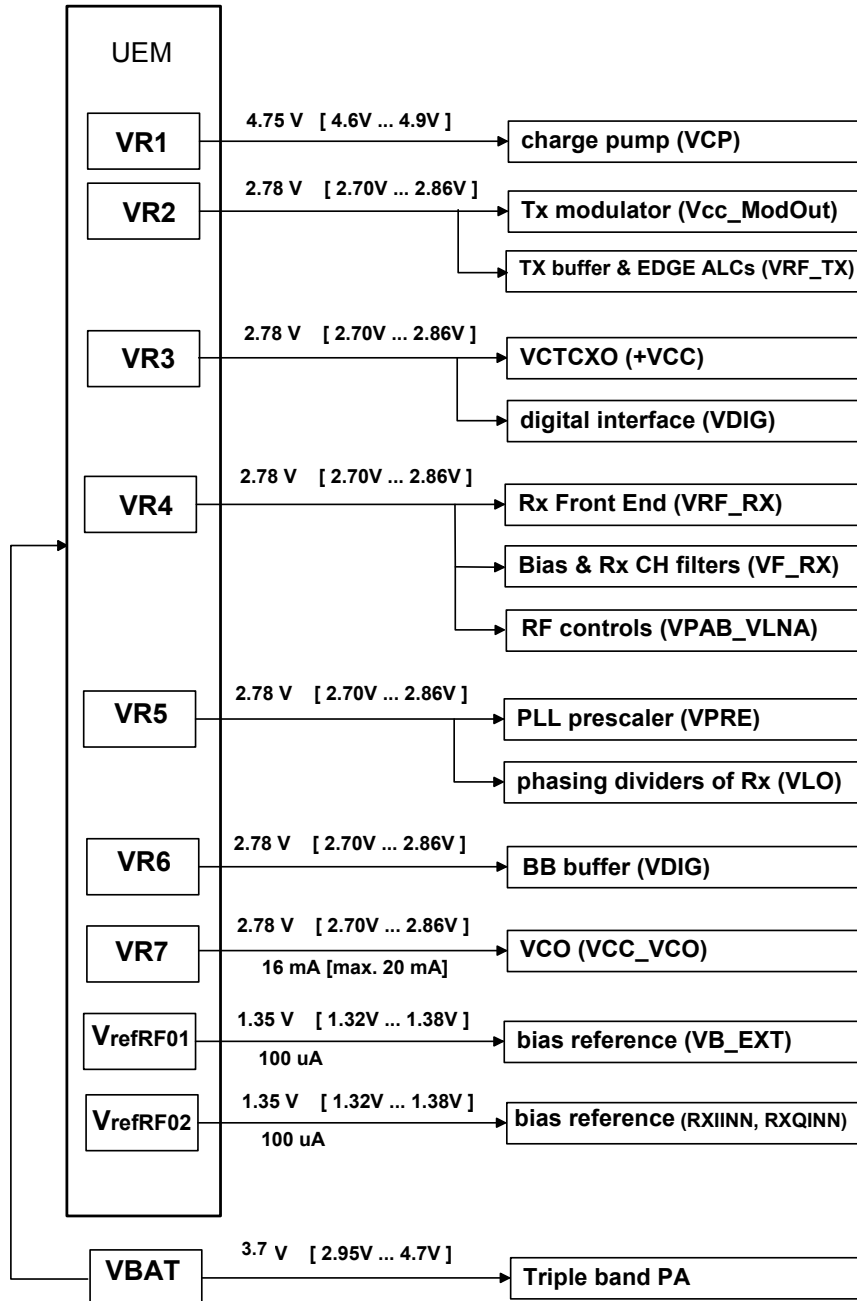 UEM
VR1
4.75 V [ 4.6V ... 4.9V ]
charge pump (VCP)
VR2
2.78 V [ 2.70V ... 2.86V ]
Tx modulator (Vcc_ModOut)
TX buffer & EDGE ALCs (VRF_TX)
VR3
2.78 V [ 2.70V ... 2.86V ]
VCTCXO (+VCC)
digital interface (VDIG)
VR4
2.78 V [ 2.70V ... 2.86V ]
Rx Front End (VRF_RX)
Bias & Rx CH filters (VF_RX)
RF controls (VPAB_VLNA)
VR5
2.78 V [ 2.70V ... 2.86V ]
PLL prescaler (VPRE)
phasing dividers of Rx (VLO)
VR6
2.78 V [ 2.70V ... 2.86V ]
BB buffer (VDIG)
VR7
2.78 V [ 2.70V ... 2.86V ]
16 mA [max. 20 mA]
VCO (VCC_VCO)
VrefRF01
1.35 V [ 1.32V ... 1.38V ]
100 uA
bias reference (VB_EXT)
VrefRF02
1.35 V [ 1.32V ... 1.38V ]
100 uA
bias reference (RXIINN, RXQINN)
VBAT
3.7 V [ 2.95V ... 4.7V ]
Triple band PA